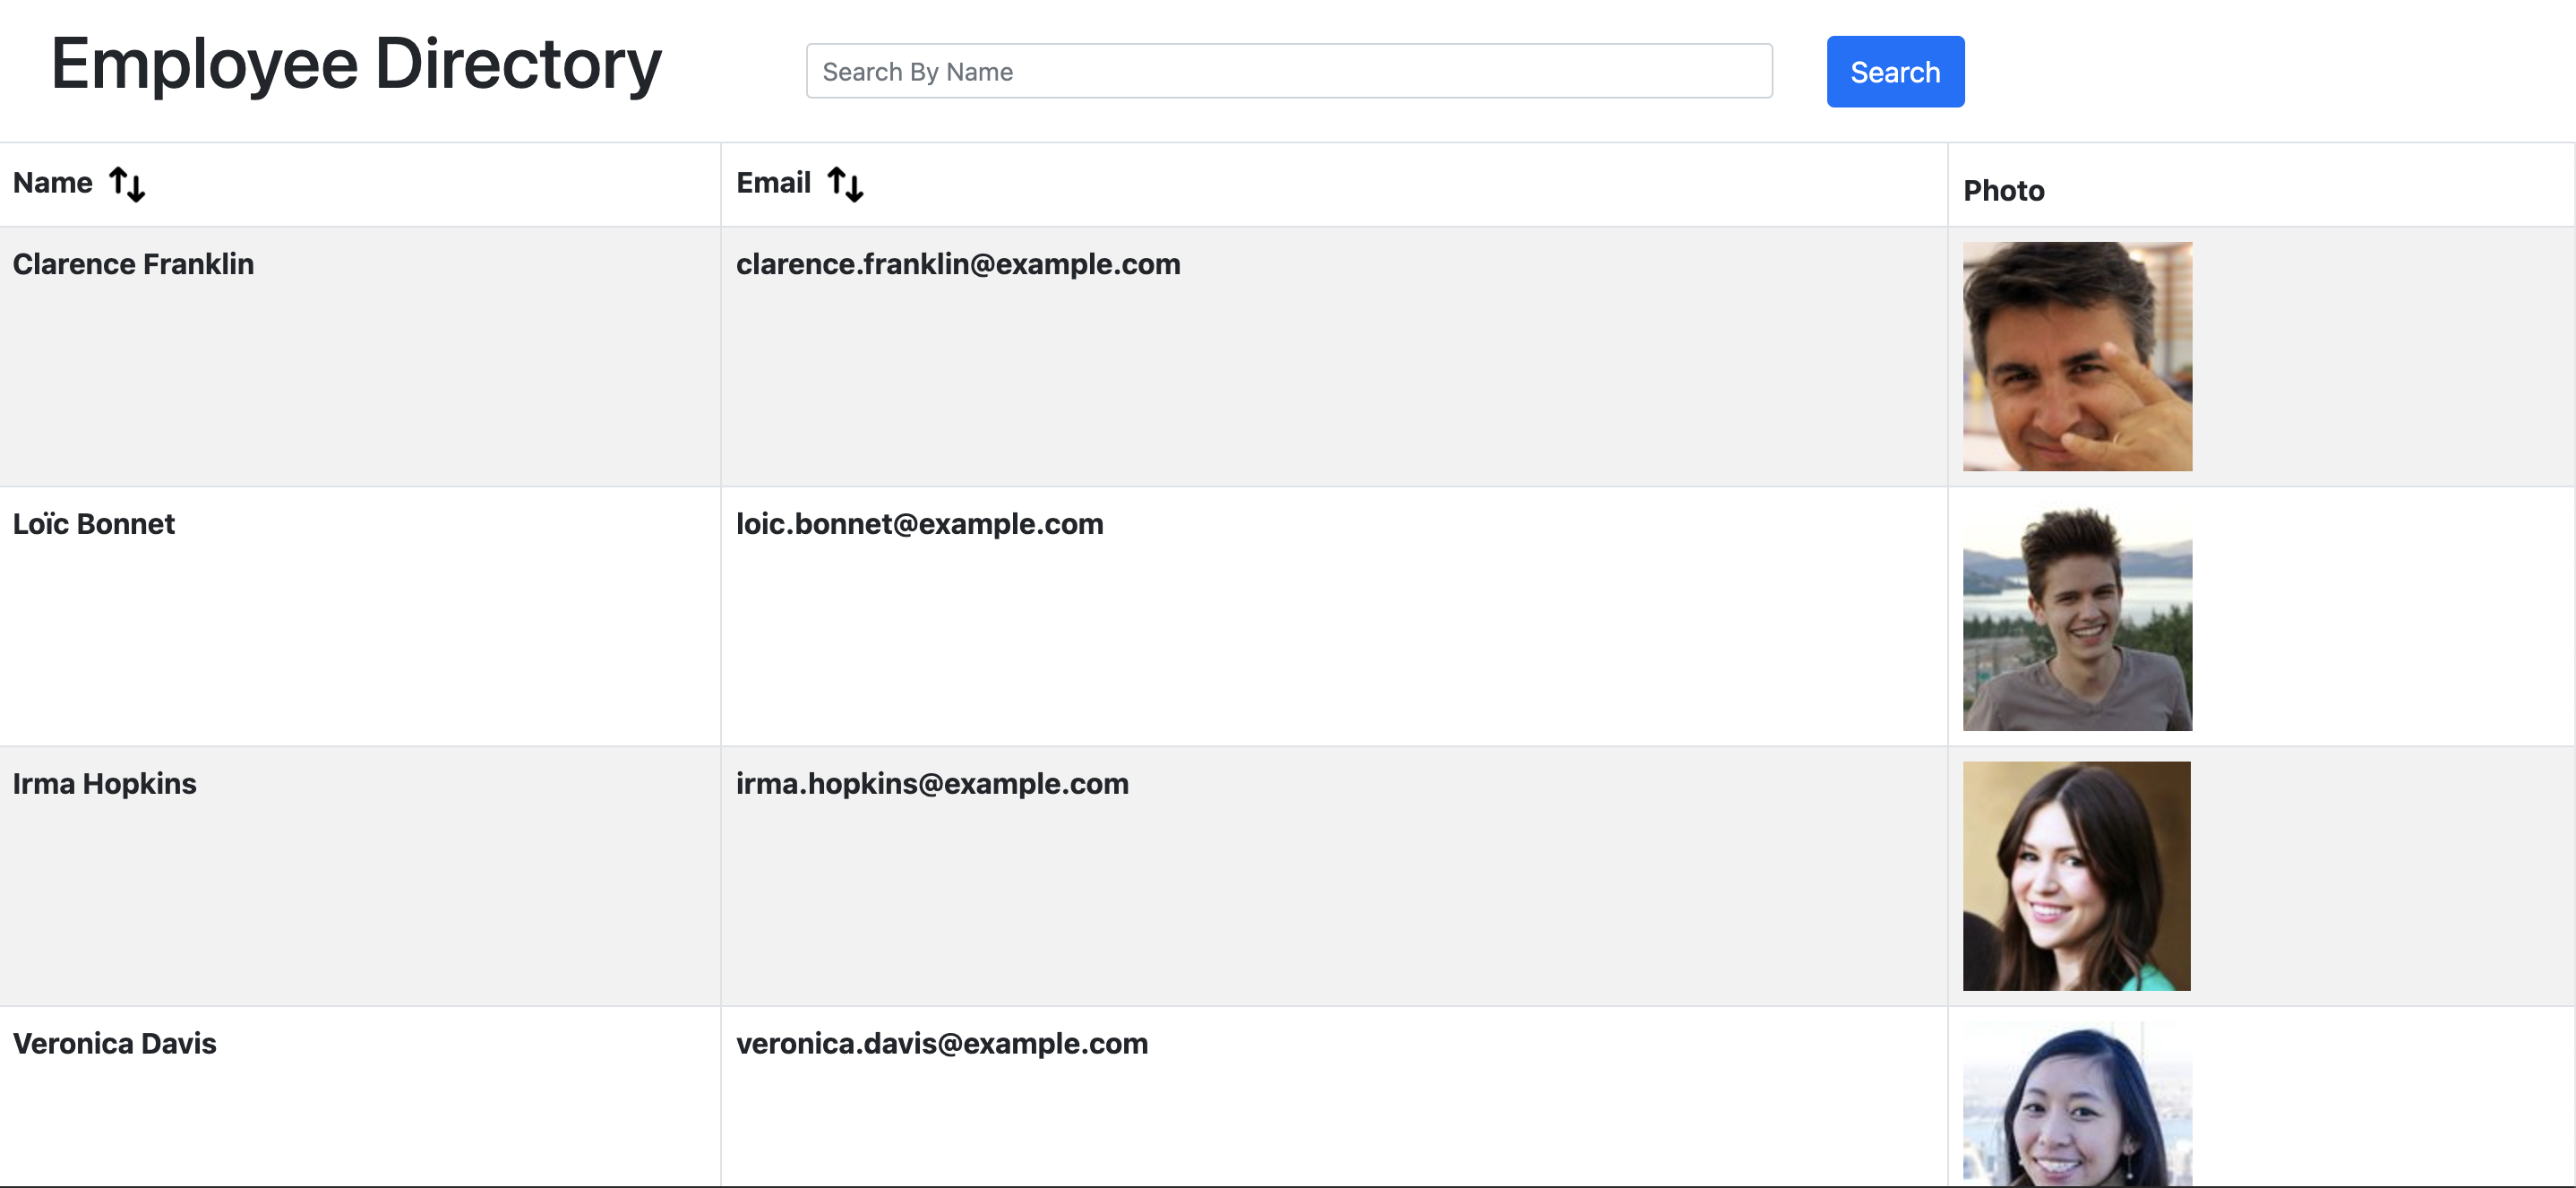 Employee Directory
Search By Name
Search
Name
Email
Photo
Clarence Franklin
clarence.franklin@example.com
Loïc Bonnet
loic.bonnet@example.com
Irma Hopkins
irma.hopkins@example.com
Veronica Davis
veronica.davis@example.com